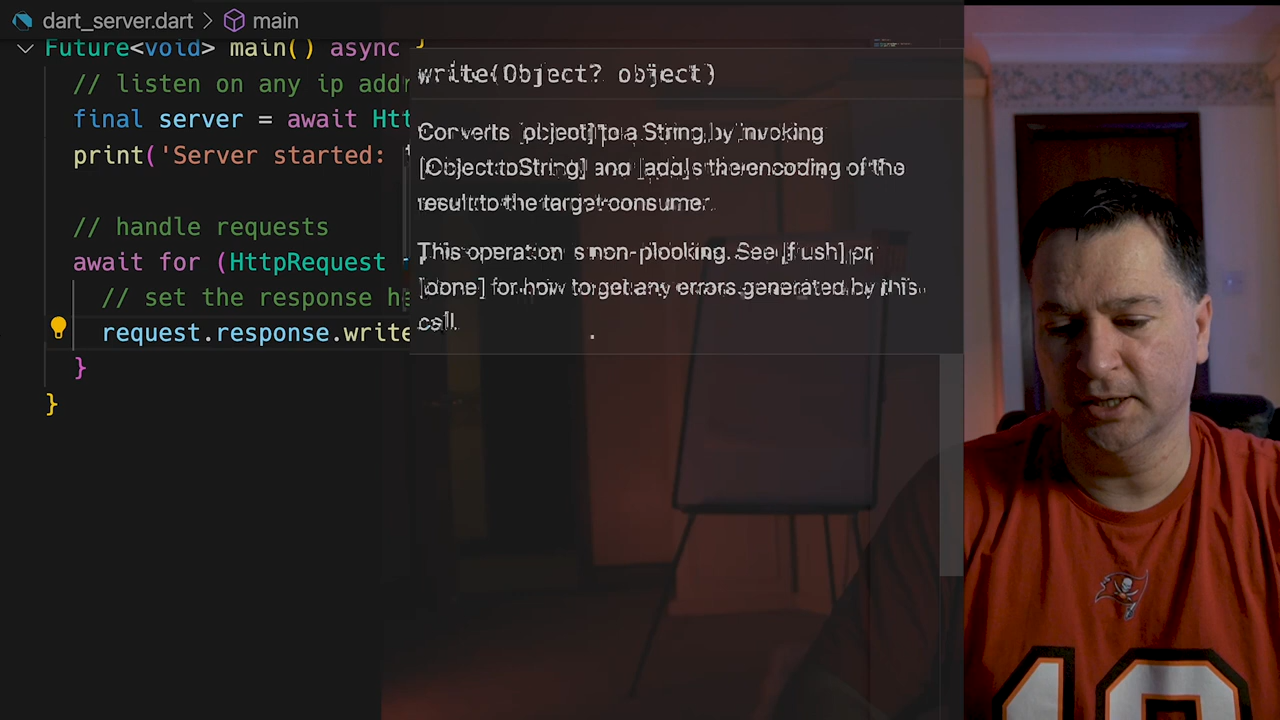 dart_server.dart > main
Future<void> main() async {
// listen on any ip addr
final server = await Htt
print('Server started:
write(Object? object)
Converts [object] to a String by invoking
[Object.toString] and [add]s the encoding of the
result to the target consumer.
This operation is non-blocking. See [flush] or
[done] for how to get any errors generated by this
call.
// handle requests
await for (HttpRequest
// set the response he
request.response.write
}
}
10